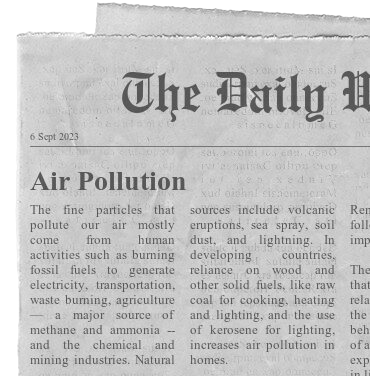 The Daily W
6 Sept 2023
Air Pollution
The fine particles that
pollute our air mostly
come from human
activities such as burning
fossil fuels to generate
electricity, transportation,
waste burning, agriculture
— a major source of
methane and ammonia --
and the chemical and
mining industries. Natural
sources include volcanic
eruptions, sea spray, soil
dust, and lightning. In
developing countries,
reliance on wood and
other solid fuels, like raw
coal for cooking, heating
and lighting, and the use
of kerosene for lighting,
increases air pollution in
homes.
Ren
follo
imp
The
that
rela
the
beh
of a
exp
in li